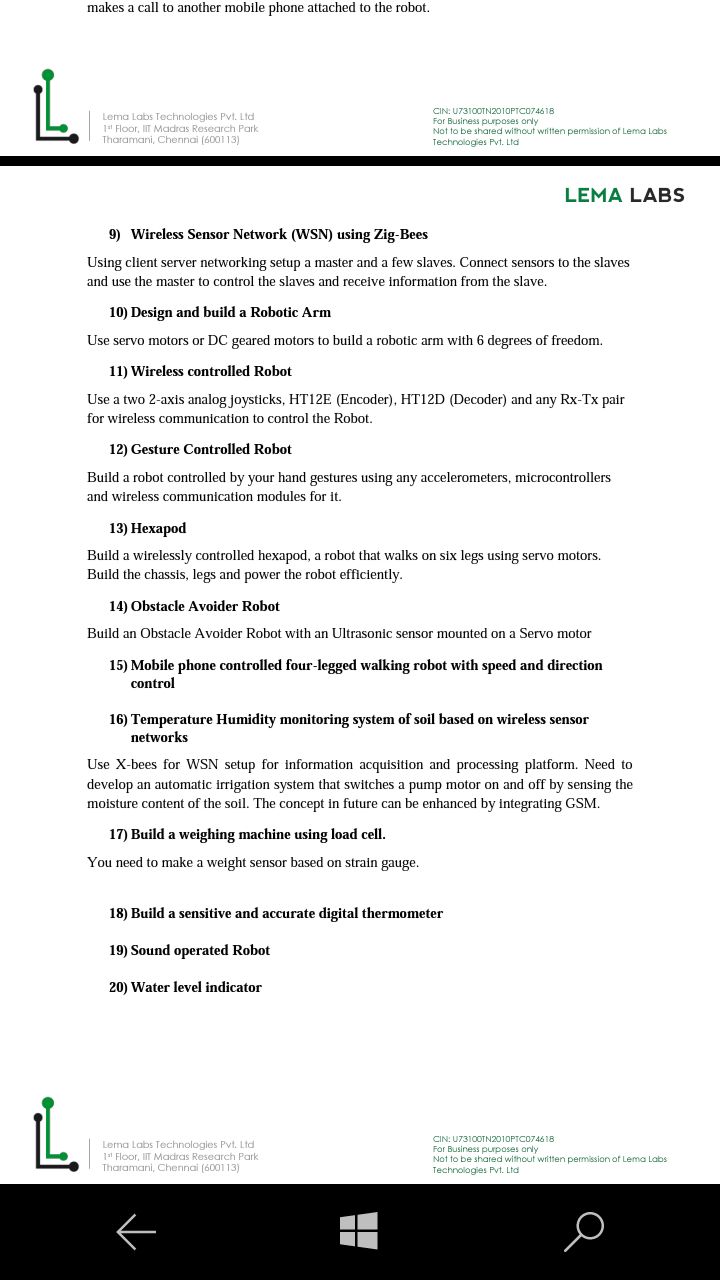 makes a call to another mobile phone attached to the robot.
Lema Labs Technologies Pvt. Ltd
1st Floor, IIT Madras Research Park
Tharamani, Chennai (600113)
CIN: U73100TN2010PTC074618
For Business purposes only
Not to be shared without written permission of Lema Labs
Technologies Pvt. Ltd
LEMA LABS
9) Wireless Sensor Network (WSN) using Zig-Bees
Using client server networking setup a master and a few slaves. Connect sensors to the slaves
and use the master to control the slaves and receive information from the slave.
10) Design and build a Robotic Arm
Use servo motors or DC geared motors to build a robotic arm with 6 degrees of freedom.
11) Wireless controlled Robot
Use a two 2-axis analog joysticks, HT12E (Encoder), HT12D (Decoder) and any Rx-Tx pair
for wireless communication to control the Robot.
12) Gesture Controlled Robot
Build a robot controlled by your hand gestures using any accelerometers, microcontrollers
and wireless communication modules for it.
13) Hexapod
Build a wirelessly controlled hexapod, a robot that walks on six legs using servo motors.
Build the chassis, legs and power the robot efficiently.
14) Obstacle Avoider Robot
Build an Obstacle Avoider Robot with an Ultrasonic sensor mounted on a Servo motor
15) Mobile phone controlled four-legged walking robot with speed and direction
control
16) Temperature Humidity monitoring system of soil based on wireless sensor
networks
Use X-bees for WSN setup for information acquisition and processing platform. Need to
develop an automatic irrigation system that switches a pump motor on and off by sensing the
moisture content of the soil. The concept in future can be enhanced by integrating GSM.
17) Build a weighing machine using load cell.
You need to make a weight sensor based on strain gauge.
18) Build a sensitive and accurate digital thermometer
19) Sound operated Robot
20) Water level indicator
Lema Labs Technologies Pvt. Ltd
1st Floor, IIT Madras Research Park
Tharamani, Chennai (600113)
CIN: U73100TN2010PTC074618
For Business purposes only
Not to be shared without written permission of Lema Labs
Technologies Pvt. Ltd